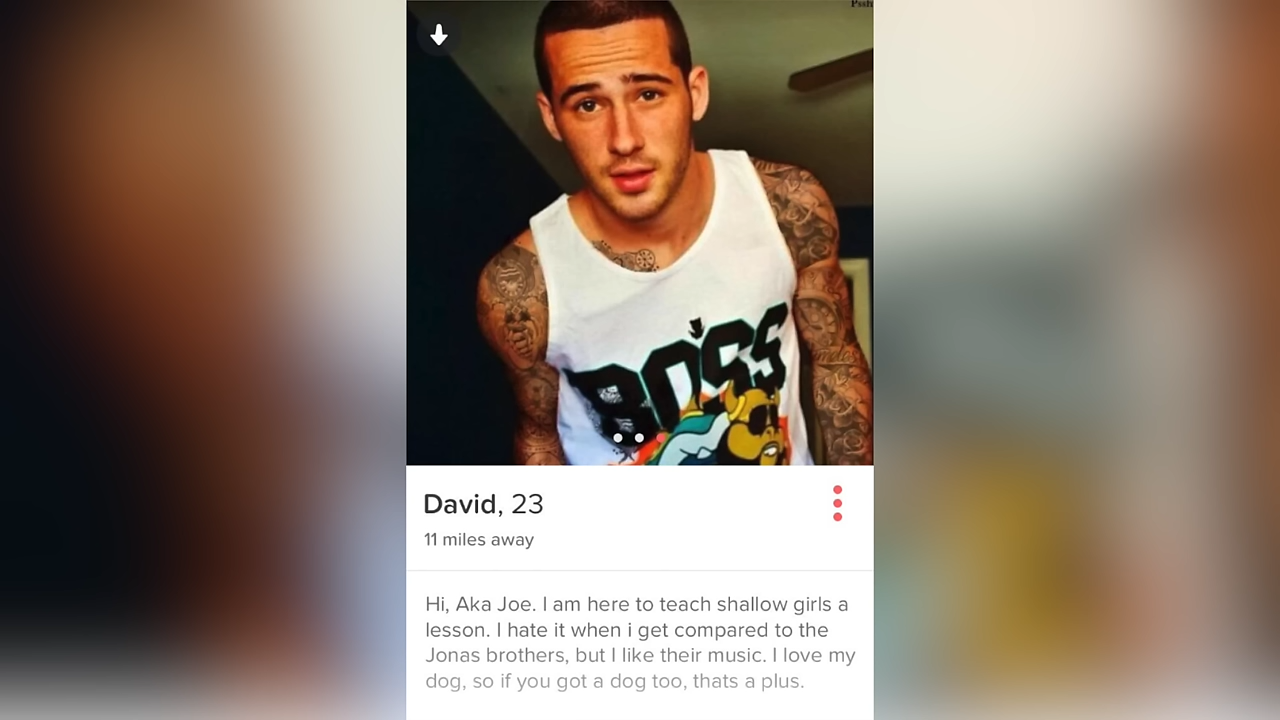 Pssh
BOSS
David, 23
11 miles away
Hi, Aka Joe. I am here to teach shallow girls a
lesson. I hate it when i get compared to the
Jonas brothers, but I like their music. I love my
dog, so if you got a dog too, thats a plus.